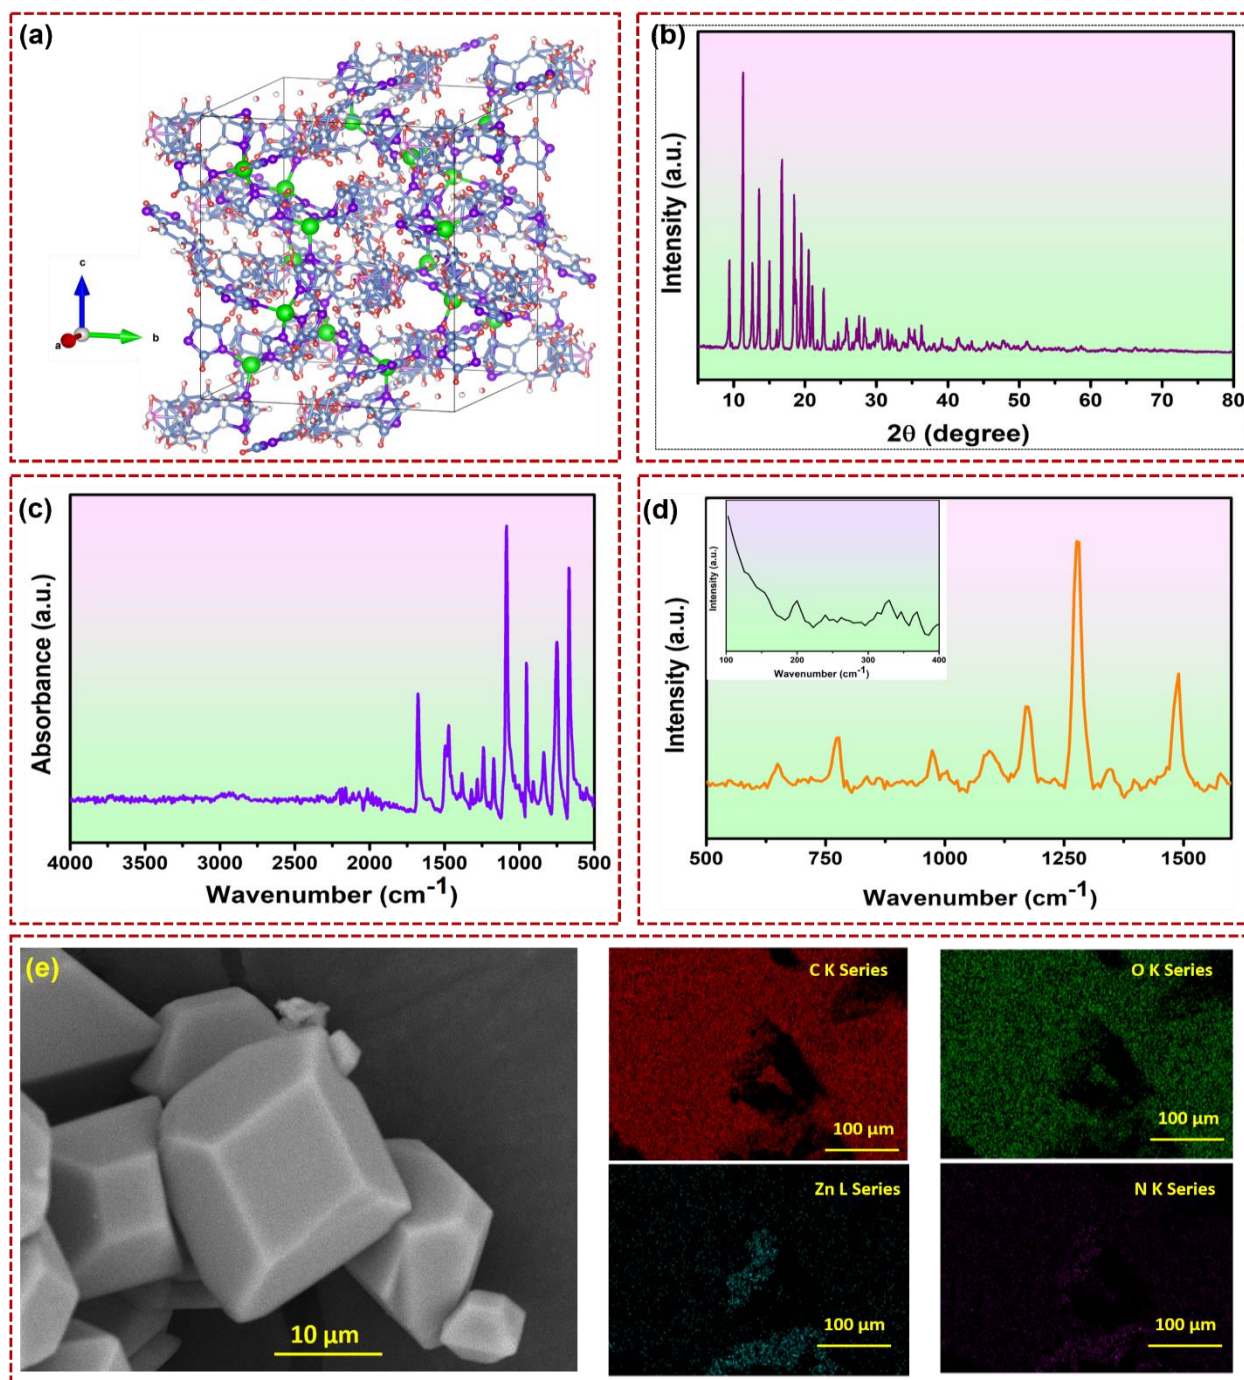 (a)
c
a
b
(b)
Intensity (a.u.)
10 20 30 40 50 60 70 80
2θ (degree)
(c)
Absorbance (a.u.)
4000 3500 3000 2500 2000 1500 1000 500
Wavenumber (cm⁻¹)
(d)
Intensity (a.u.)
100 200 300 400
Wavenumber (cm⁻¹)
Intensity (a.u.)
500 750 1000 1250 1500
Wavenumber (cm⁻¹)
(e)
10 µm
C K Series
100 µm
O K Series
100 µm
Zn L Series
100 µm
N K Series
100 µm